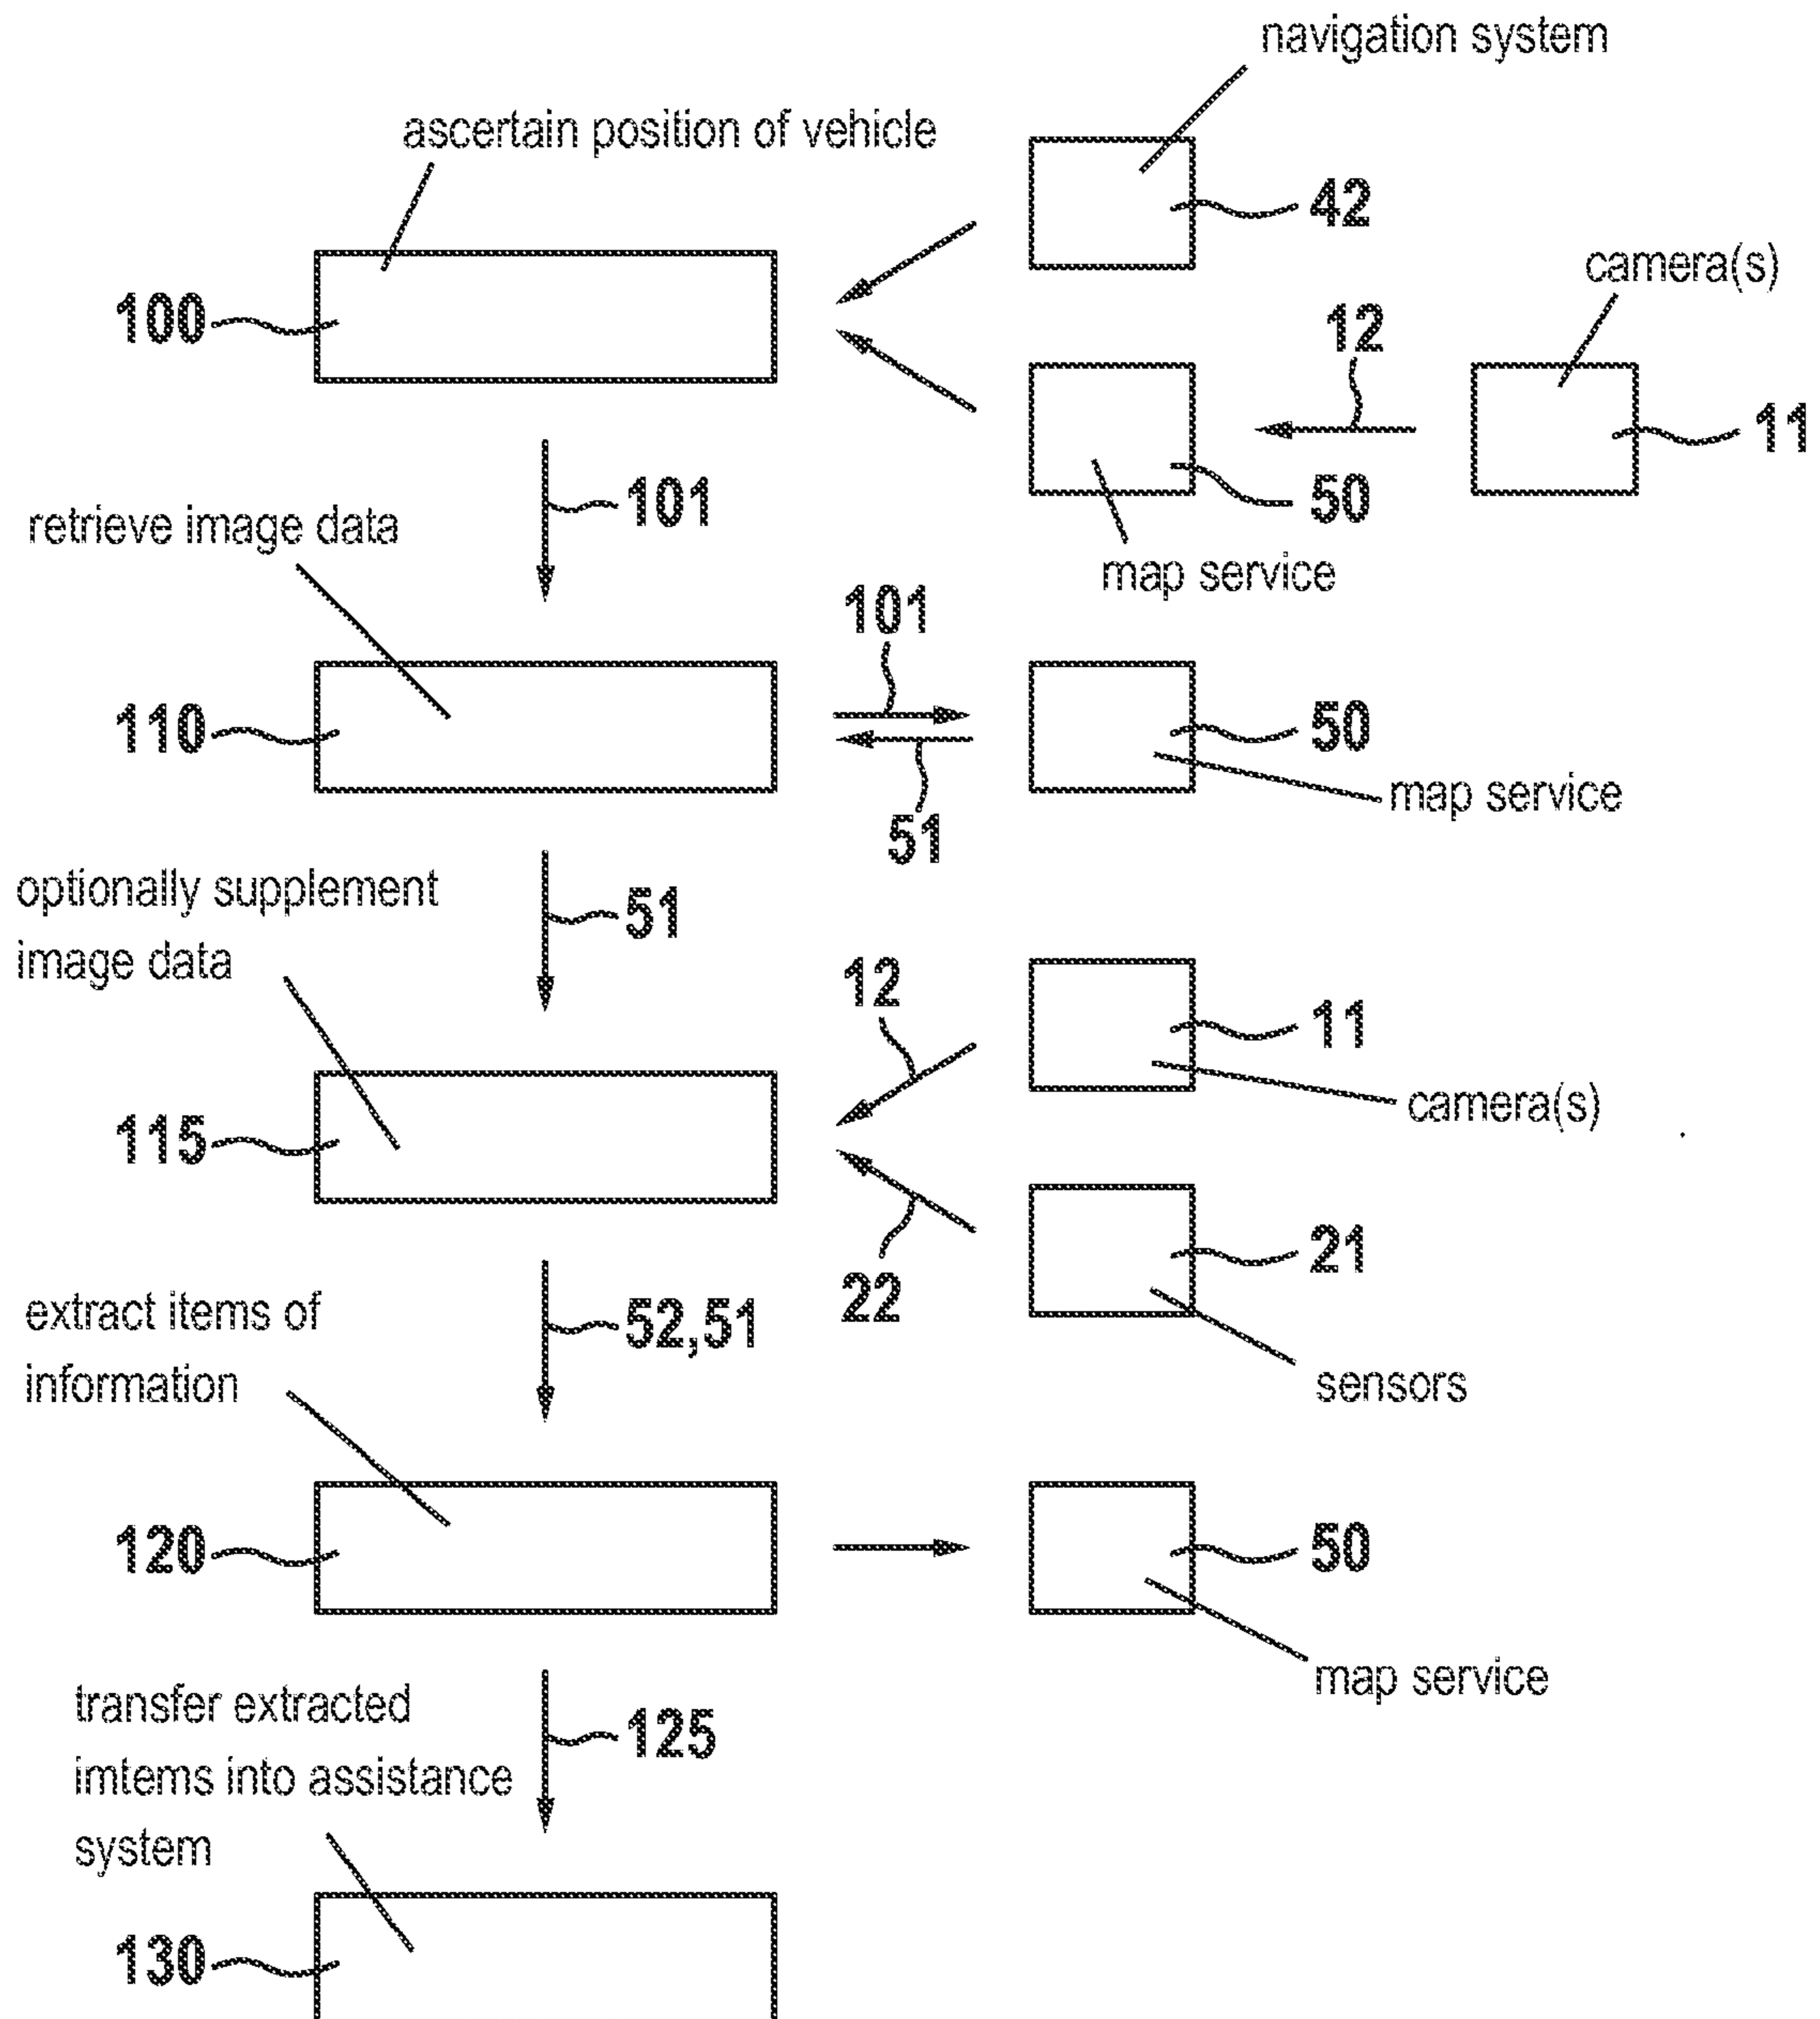 navigation system
ascertain position of vehicle
42
camera(s)
100
12
11
50
101
retrieve image data
map service
101
110
50
map service
51
optionally supplement
image data
51
12
11
camera(s)
115
21
22
extract items of
information
52,51
sensors
120
50
map service
transfer extracted
imtems into assistance
system
125
130